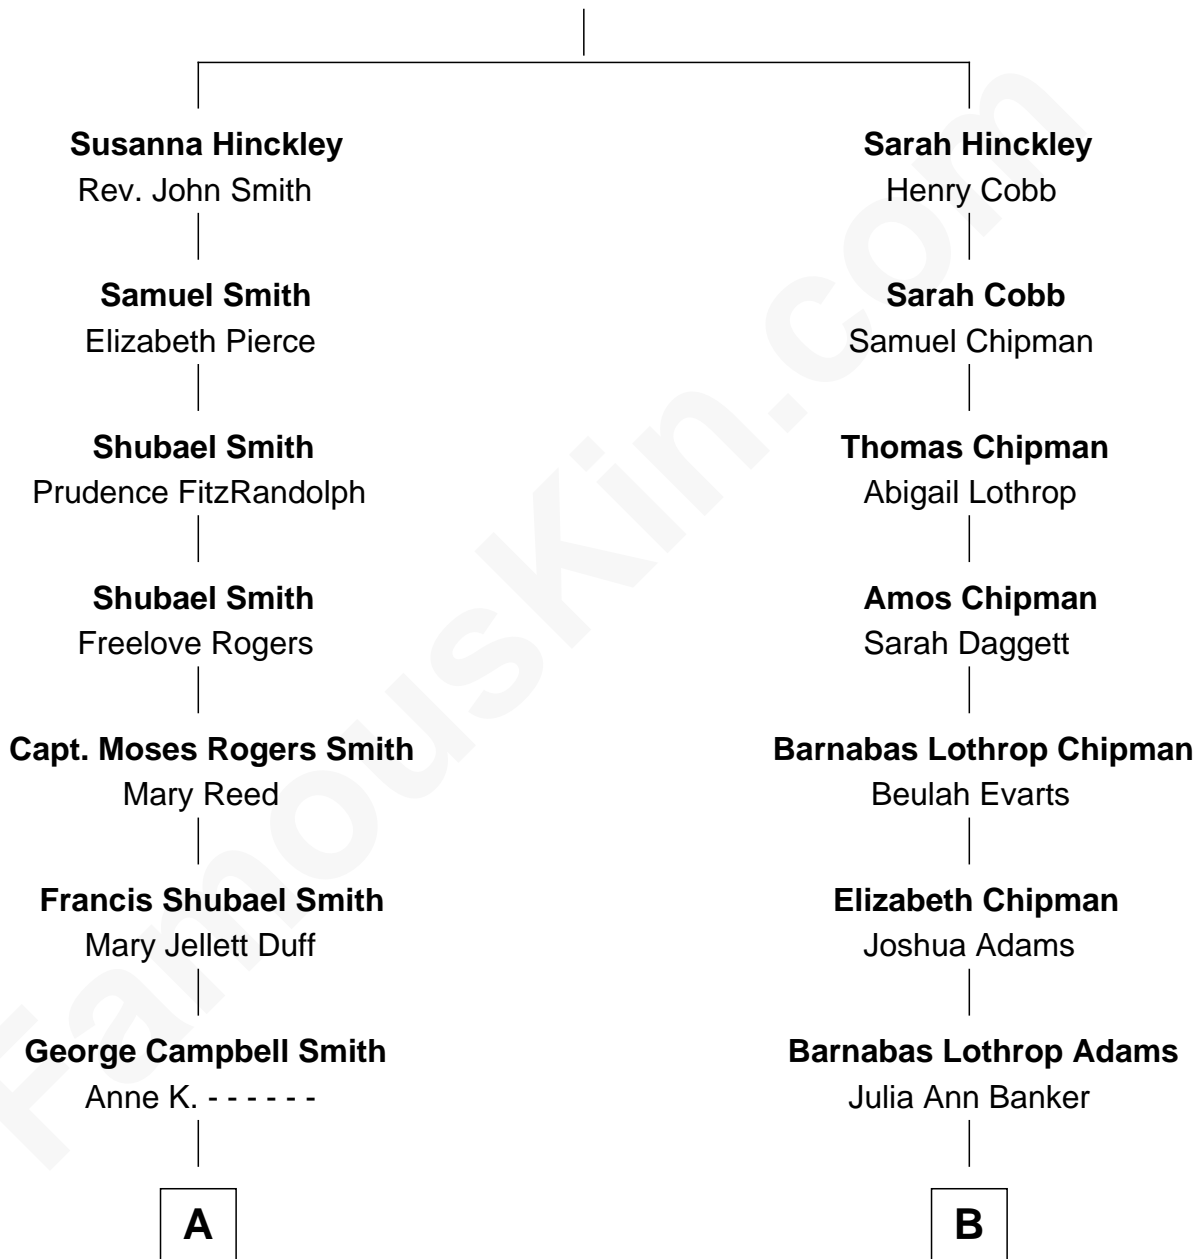 Susanna Hinckley
Rev. John Smith
Samuel Smith
Elizabeth Pierce
Shubael Smith
Prudence FitzRandolph
Shubael Smith
Freelove Rogers
Capt. Moses Rogers Smith
Mary Reed
Francis Shubael Smith
Mary Jellett Duff
George Campbell Smith
Anne K. - - - - - -
A
Sarah Hinckley
Henry Cobb
Sarah Cobb
Samuel Chipman
Thomas Chipman
Abigail Lothrop
Amos Chipman
Sarah Daggett
Barnabas Lothrop Chipman
Beulah Evarts
Elizabeth Chipman
Joshua Adams
Barnabas Lothrop Adams
Julia Ann Banker
B
FamousKin.com